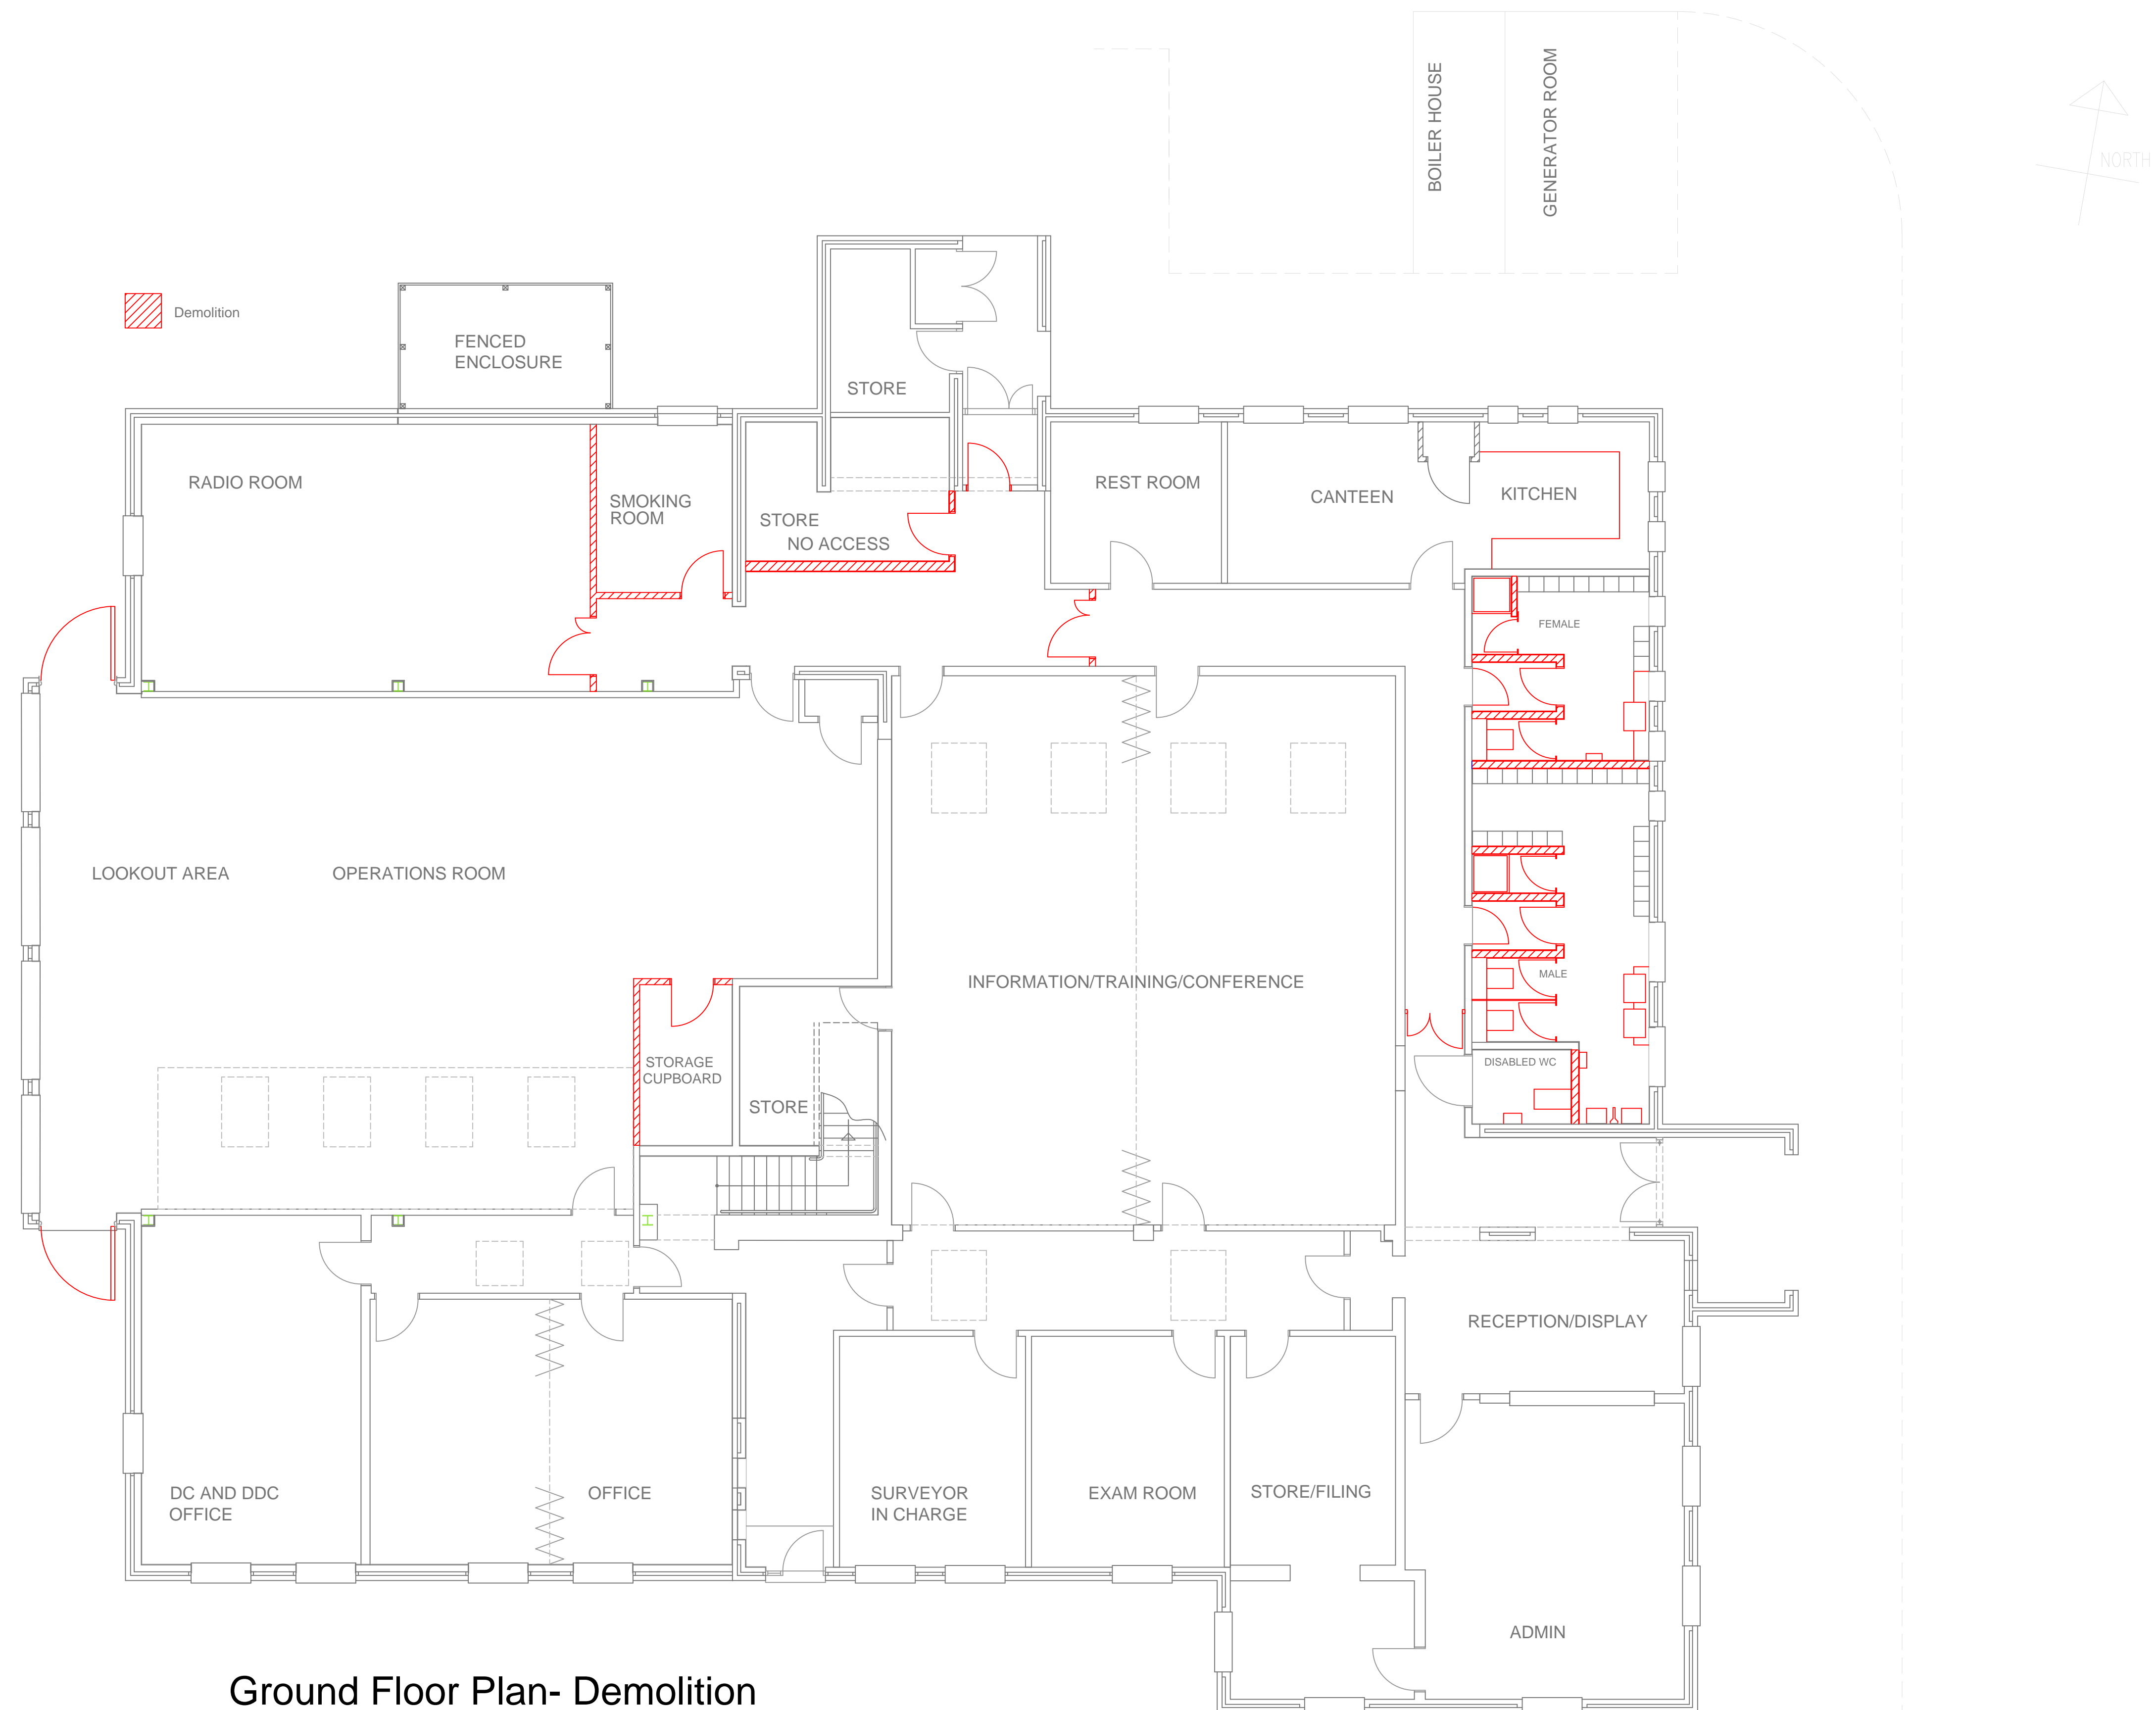 BOILER HOUSE
GENERATOR ROOM
NORTH
Demolition
FENCED
ENCLOSURE
STORE
RADIO ROOM
SMOKING
ROOM
STORE
NO ACCESS
REST ROOM
CANTEEN
KITCHEN
FEMALE
LOOKOUT AREA
OPERATIONS ROOM
INFORMATION/TRAINING/CONFERENCE
MALE
STORAGE
CUPBOARD
STORE
DISABLED WC
RECEPTION/DISPLAY
DC AND DDC
OFFICE
OFFICE
SURVEYOR
IN CHARGE
EXAM ROOM
STORE/FILING
ADMIN
Ground Floor Plan- Demolition